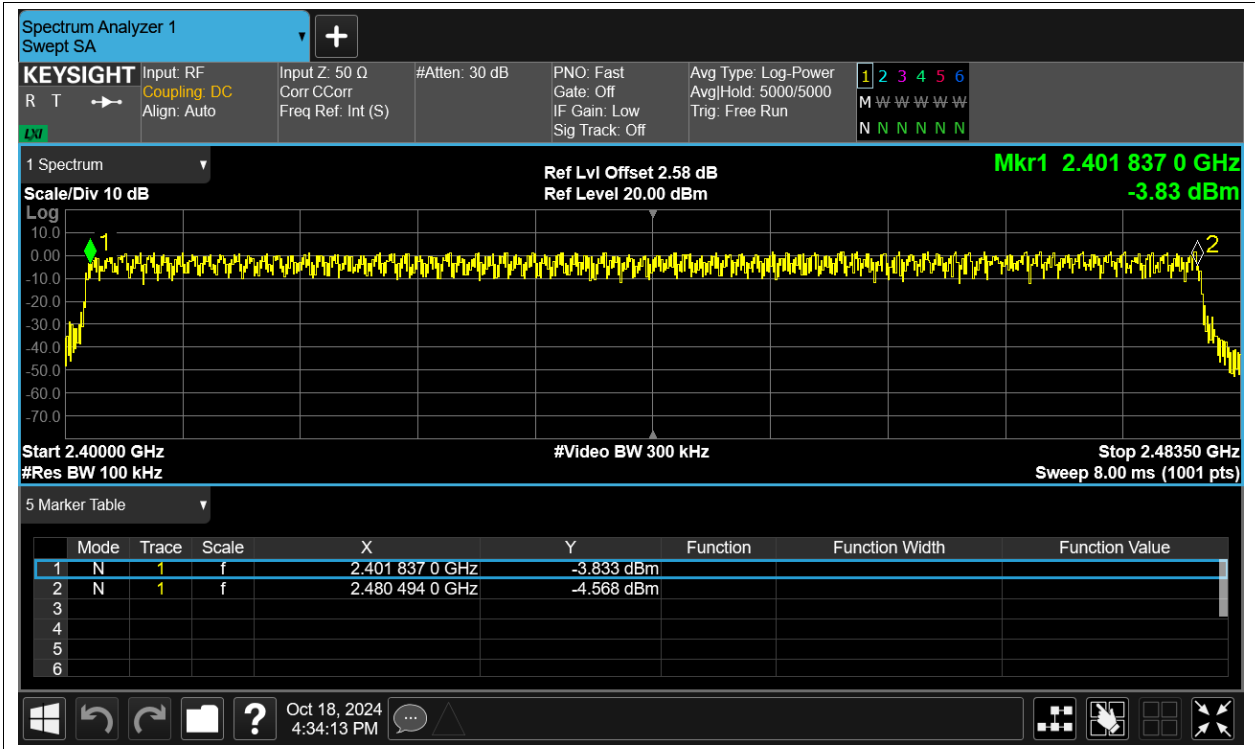 Spectrum Analyzer 1
Swept SA
KEYSIGHT
R T
LXI
Input: RF
Coupling: DC
Align: Auto
Input Z: 50 Ω
Corr CCorr
Freq Ref: Int (S)
#Atten: 30 dB
PNO: Fast
Gate: Off
IF Gain: Low
Sig Track: Off
Avg Type: Log-Power
Avg|Hold: 5000/5000
Trig: Free Run
1 2 3 4 5 6
M W W W W W
N N N N N N
1 Spectrum
Scale/Div 10 dB
Ref Lvl Offset 2.58 dB
Ref Level 20.00 dBm
Mkr1 2.401 837 0 GHz
-3.83 dBm
Log
10.0
0.00
-10.0
-20.0
-30.0
-40.0
-50.0
-60.0
-70.0
1
2
Start 2.40000 GHz
#Res BW 100 kHz
#Video BW 300 kHz
Stop 2.48350 GHz
Sweep 8.00 ms (1001 pts)
5 Marker Table
Mode Trace Scale X Y Function Function Width Function Value
1 N 1 f 2.401 837 0 GHz -3.833 dBm
2 N 1 f 2.480 494 0 GHz -4.568 dBm
3
4
5
6
?
Oct 18, 2024
4:34:13 PM